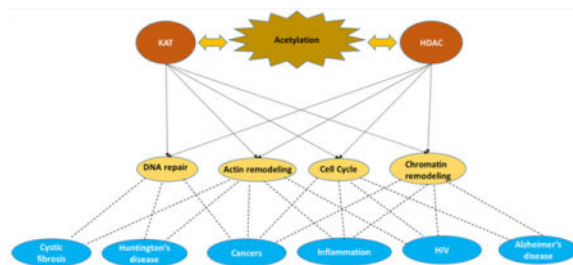 KAT
Acetylation
HDAC
DNA repair
Actin remodeling
Cell Cycle
Chromatin
remodeling
Cystic
fibrosis
Huntington's
disease
Cancers
Inflammation
HIV
Alzheimer's
disease